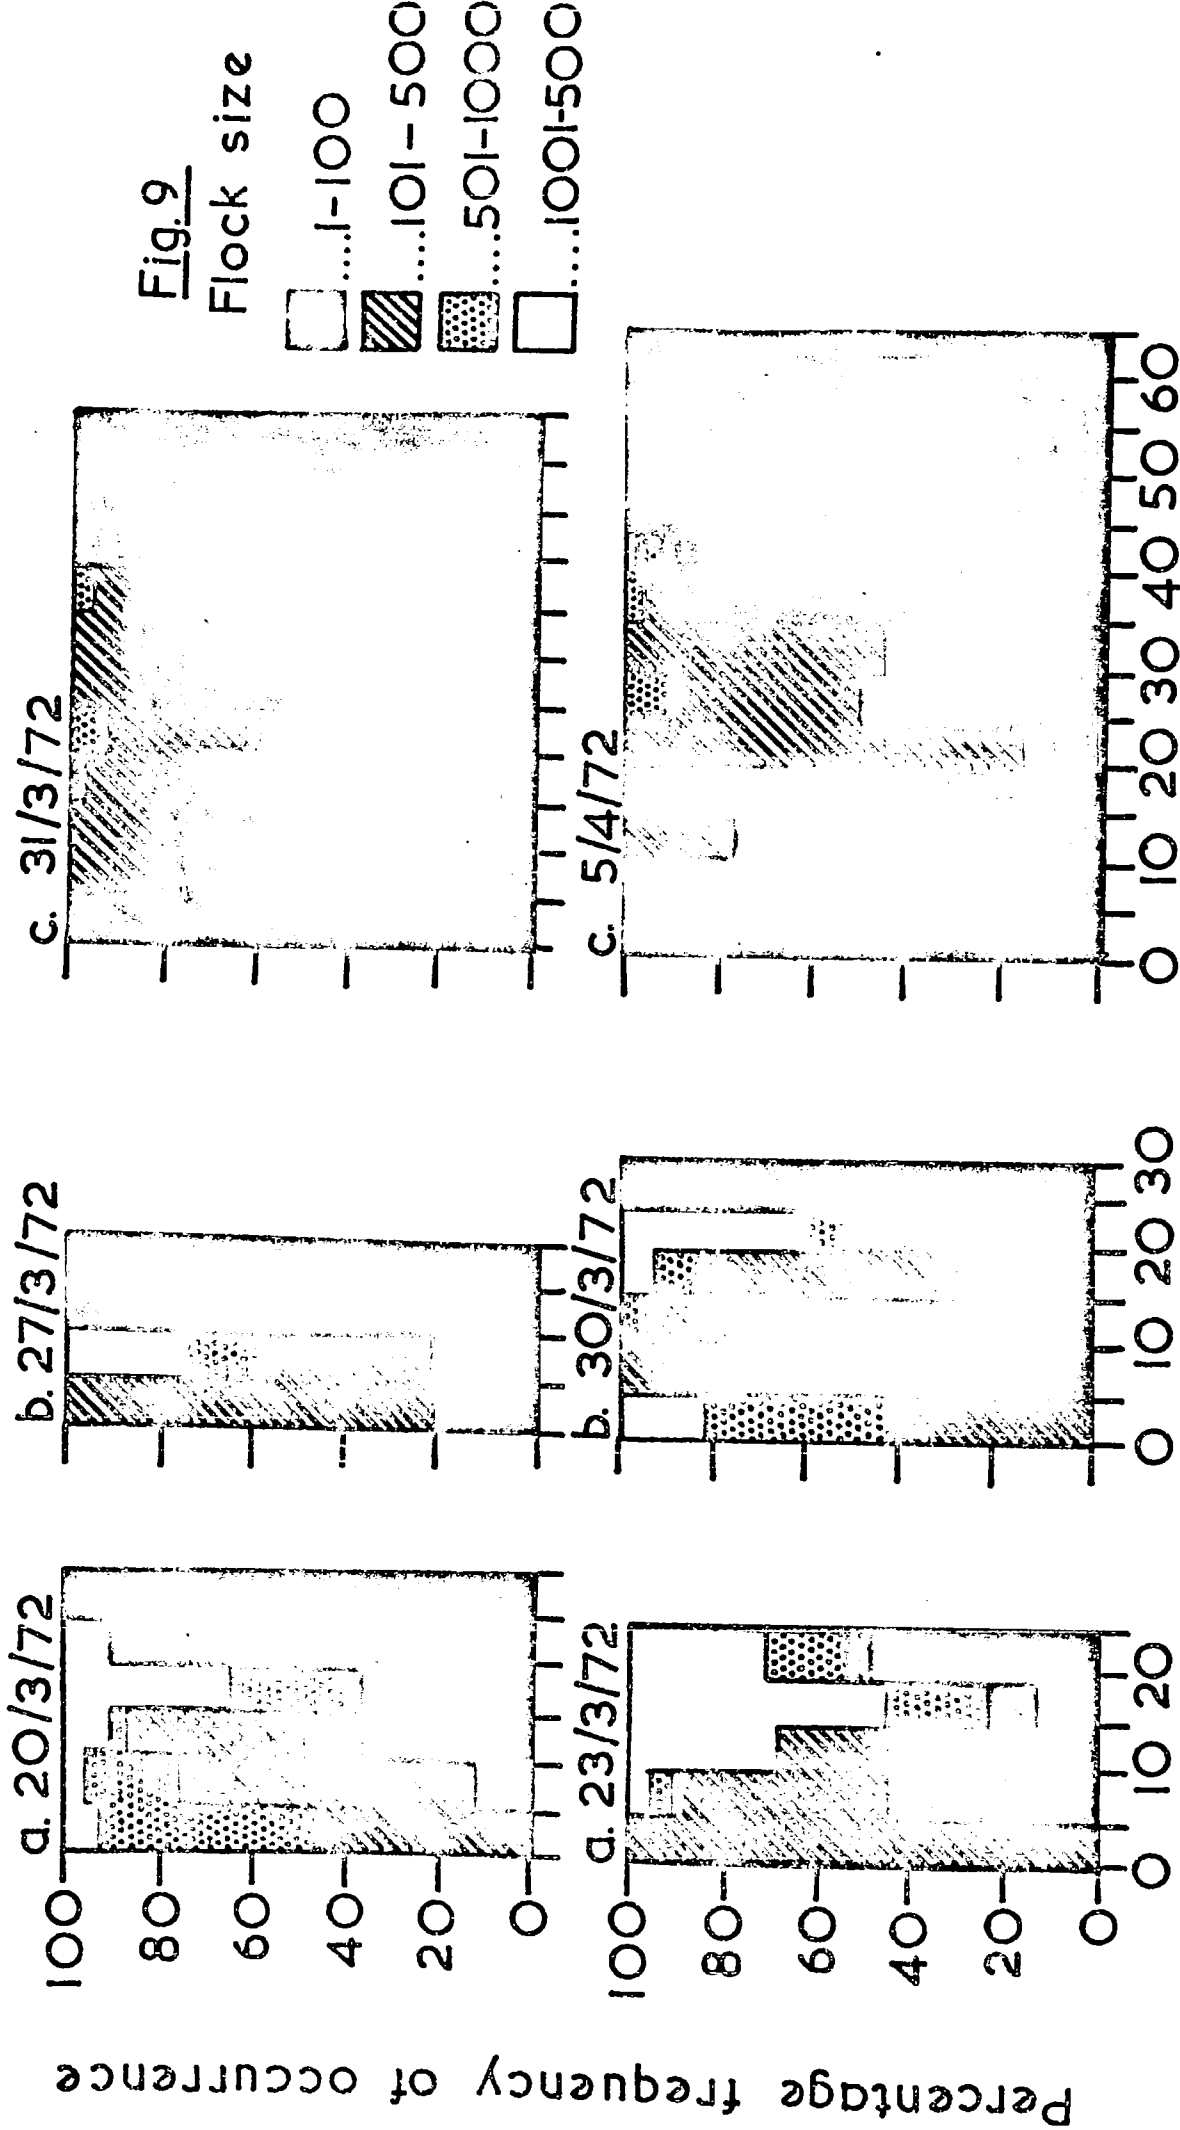 Fig. 9
Flock size
....1-100
....101-500
....501-1000
....1001-500
a. 20/3/72
b. 27/3/72
c. 31/3/72
100
80
60
40
20
0
a. 23/3/72
b. 30/3/72
c. 5/4/72
100
80
60
40
20
0
0 10 20
0 10 20 30
0 10 20 30 40 50 60
Percentage frequency of occurrence